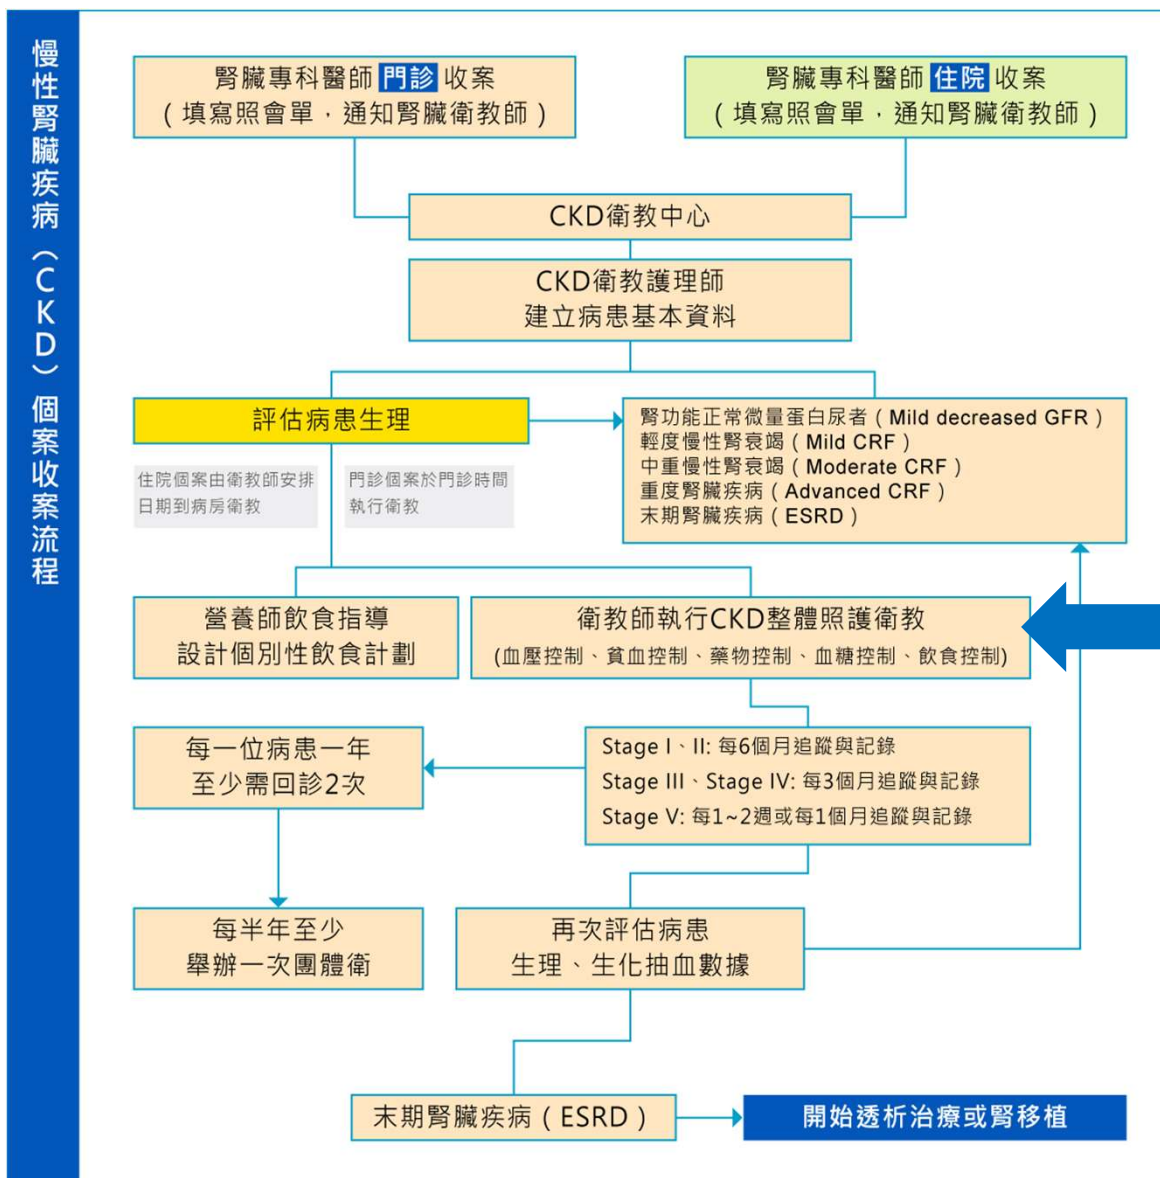 慢性腎臟疾病（CKD）個案收案流程
腎臟專科醫師 門診 收案
（填寫照會單，通知腎臟衛教師）
腎臟專科醫師 住院 收案
（填寫照會單，通知腎臟衛教師）
CKD衛教中心
CKD衛教護理師
建立病患基本資料
評估病患生理
住院個案由衛教師安排
日期到病房衛教
門診個案於門診時間
執行衛教
腎功能正常微量蛋白尿者（Mild decreased GFR）
輕度慢性腎衰竭（Mild CRF）
中重慢性腎衰竭（Moderate CRF）
重度腎臟疾病（Advanced CRF）
末期腎臟疾病（ESRD）
營養師飲食指導
設計個別性飲食計劃
衛教師執行CKD整體照護衛教
(血壓控制、貧血控制、藥物控制、血糖控制、飲食控制)
每一位病患一年
至少需回診2次
Stage I、II: 每6個月追蹤與記錄
Stage III、Stage IV: 每3個月追蹤與記錄
Stage V: 每1~2週或每1個月追蹤與記錄
每半年至少
舉辦一次團體衛
再次評估病患
生理、生化抽血數據
末期腎臟疾病（ESRD）
開始透析治療或腎移植